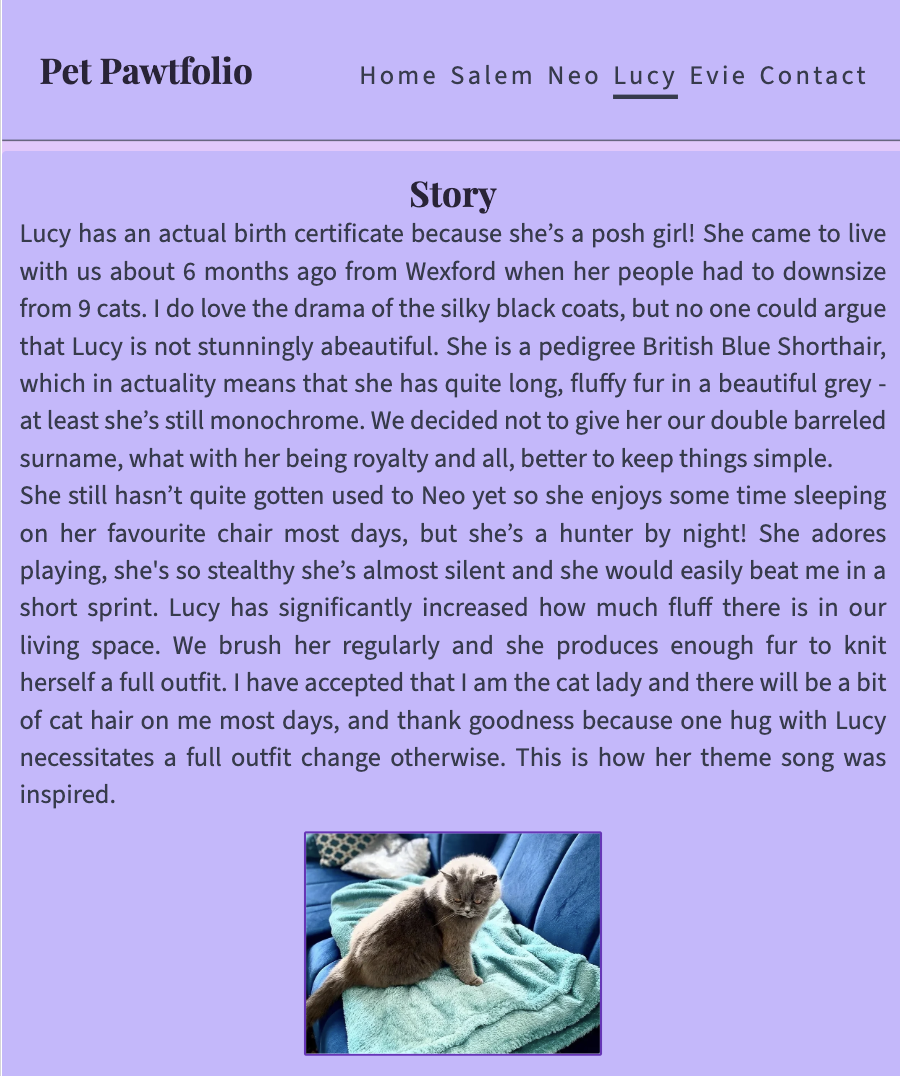 Pet Pawtfolio
Home Salem Neo Lucy Evie Contact
Story
Lucy has an actual birth certificate because she’s a posh girl! She came to live
with us about 6 months ago from Wexford when her people had to downsize
from 9 cats. I do love the drama of the silky black coats, but no one could argue
that Lucy is not stunningly abeautiful. She is a pedigree British Blue Shorthair,
which in actuality means that she has quite long, fluffy fur in a beautiful grey -
at least she’s still monochrome. We decided not to give her our double barreled
surname, what with her being royalty and all, better to keep things simple.
She still hasn’t quite gotten used to Neo yet so she enjoys some time sleeping
on her favourite chair most days, but she’s a hunter by night! She adores
playing, she's so stealthy she’s almost silent and she would easily beat me in a
short sprint. Lucy has significantly increased how much fluff there is in our
living space. We brush her regularly and she produces enough fur to knit
herself a full outfit. I have accepted that I am the cat lady and there will be a bit
of cat hair on me most days, and thank goodness because one hug with Lucy
necessitates a full outfit change otherwise. This is how her theme song was
inspired.